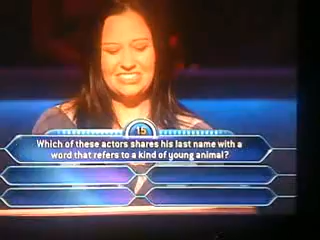 15
Which of these actors shares his last name with a
word that refers to a kind of young animal?